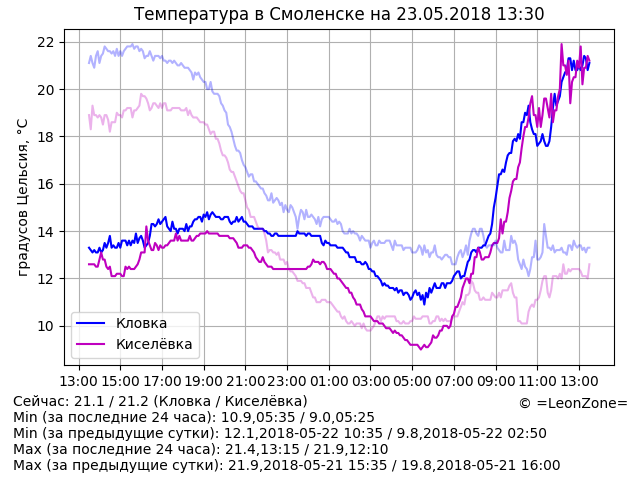 Температура в Смоленске на 23.05.2018 13:30
градусов Цельсия, °C
22
20
18
16
14
12
10
Кловка
Киселёвка
13:00 15:00 17:00 19:00 21:00 23:00 01:00 03:00 05:00 07:00 09:00 11:00 13:00
Сейчас: 21.1 / 21.2 (Кловка / Киселёвка)
© =LeonZone=
Min (за последние 24 часа): 10.9,05:35 / 9.0,05:25
Min (за предыдущие сутки): 12.1,2018-05-22 10:35 / 9.8,2018-05-22 02:50
Max (за последние 24 часа): 21.4,13:15 / 21.9,12:10
Max (за предыдущие сутки): 21.9,2018-05-21 15:35 / 19.8,2018-05-21 16:00